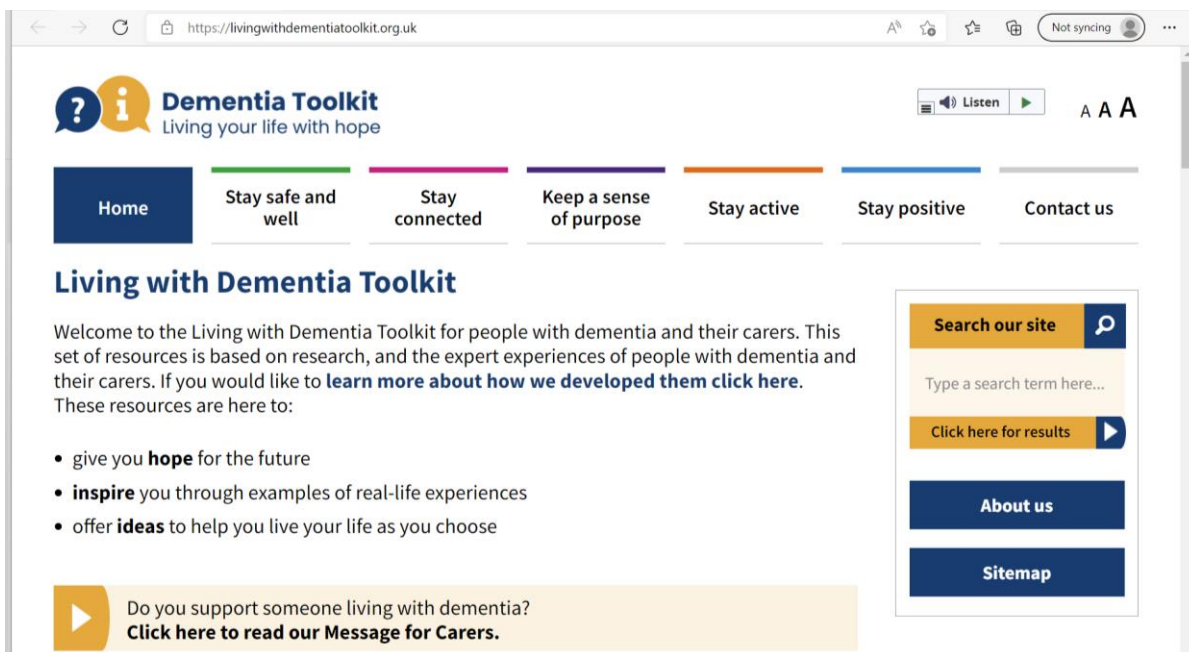 https://livingwithdementiatoolkit.org.uk
A
Not syncing
?
i
Dementia Toolkit
Living your life with hope
Listen
A A A
Home
Stay safe and
well
Stay
connected
Keep a sense
of purpose
Stay active
Stay positive
Contact us
Living with Dementia Toolkit
Welcome to the Living with Dementia Toolkit for people with dementia and their carers. This
set of resources is based on research, and the expert experiences of people with dementia and
their carers. If you would like to learn more about how we developed them click here.
These resources are here to:
• give you hope for the future
• inspire you through examples of real-life experiences
• offer ideas to help you live your life as you choose
Do you support someone living with dementia?
Click here to read our Message for Carers.
Search our site
Type a search term here...
Click here for results
About us
Sitemap